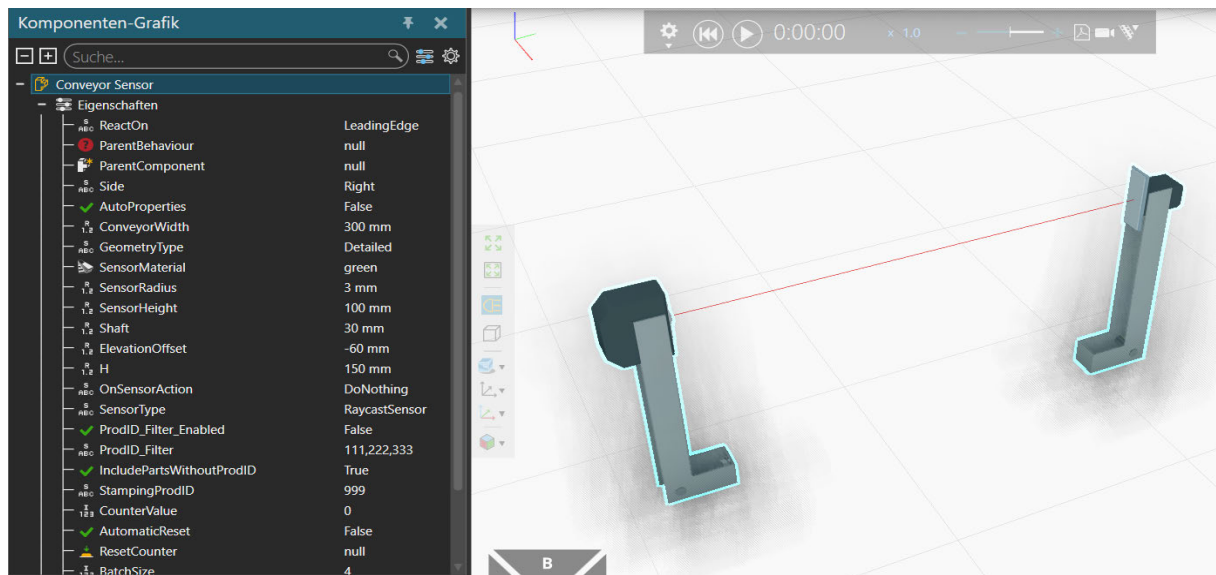 Komponenten-Grafik
Suche...
Conveyor Sensor
Eigenschaften
ReactOn LeadingEdge
ParentBehaviour null
ParentComponent null
Side Right
AutoProperties False
ConveyorWidth 300 mm
GeometryType Detailed
SensorMaterial green
SensorRadius 3 mm
SensorHeight 100 mm
Shaft 30 mm
ElevationOffset -60 mm
H 150 mm
OnSensorAction DoNothing
SensorType RaycastSensor
ProdID_Filter_Enabled False
ProdID_Filter 111,222,333
IncludePartsWithoutProdID True
StampingProdID 999
CounterValue 0
AutomaticReset False
ResetCounter null
BatchSize 4
0:00:00 x 1.0
B